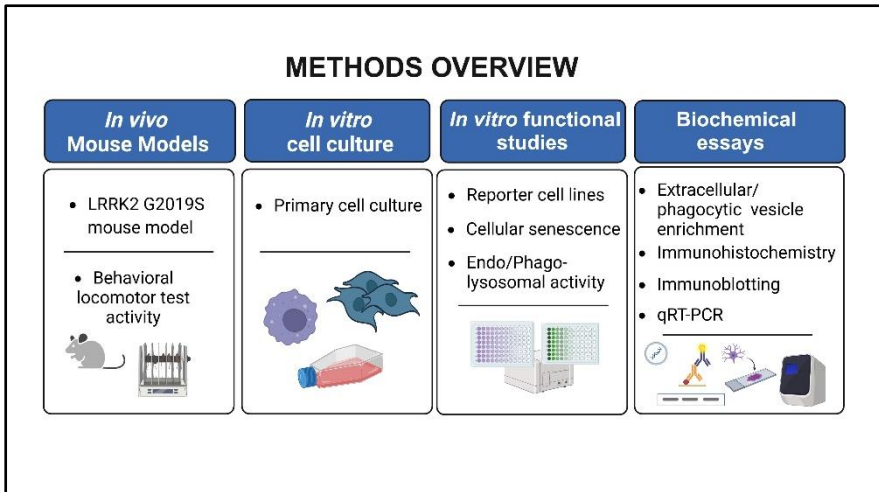 METHODS OVERVIEW
In vivo
Mouse Models
• LRRK2 G2019S
mouse model
• Behavioral
locomotor test
activity
In vitro
cell culture
• Primary cell culture
In vitro functional
studies
• Reporter cell lines
• Cellular senescence
• Endo/Phago-
lysosomal activity
Biochemical
essays
• Extracellular/
phagocytic vesicle
enrichment
• Immunohistochemistry
• Immunoblotting
• qRT-PCR